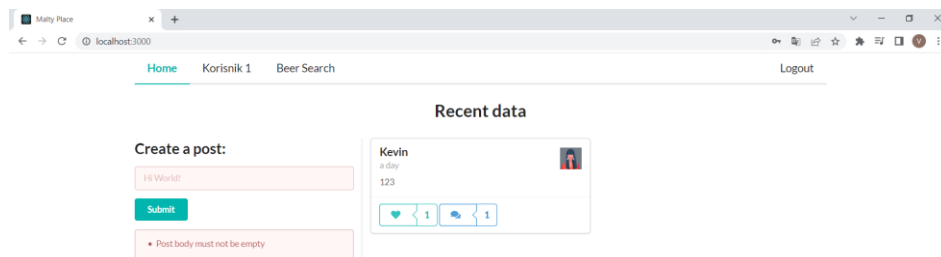 Malty Place
localhost:3000
V
Home Korisnik 1 Beer Search Logout
Recent data
Create a post:
Hi World!
Submit
Post body must not be empty
Kevin
a day
123
1 1